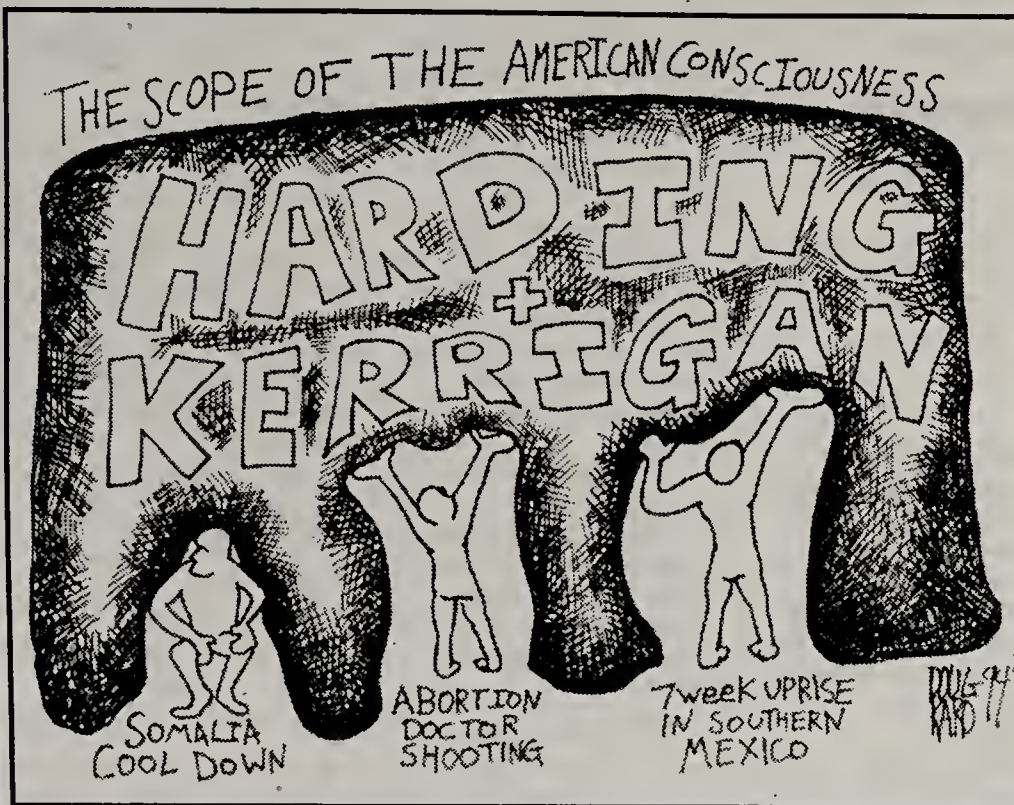 THE SCOPE OF THE AMERICAN CONSCIOUSNESS
HARDING
+
KERRIGAN
SOMALIA
COOL DOWN
ABORTION
DOCTOR
SHOOTING
7 week UPRISE
IN SOUTHERN
MEXICO
94